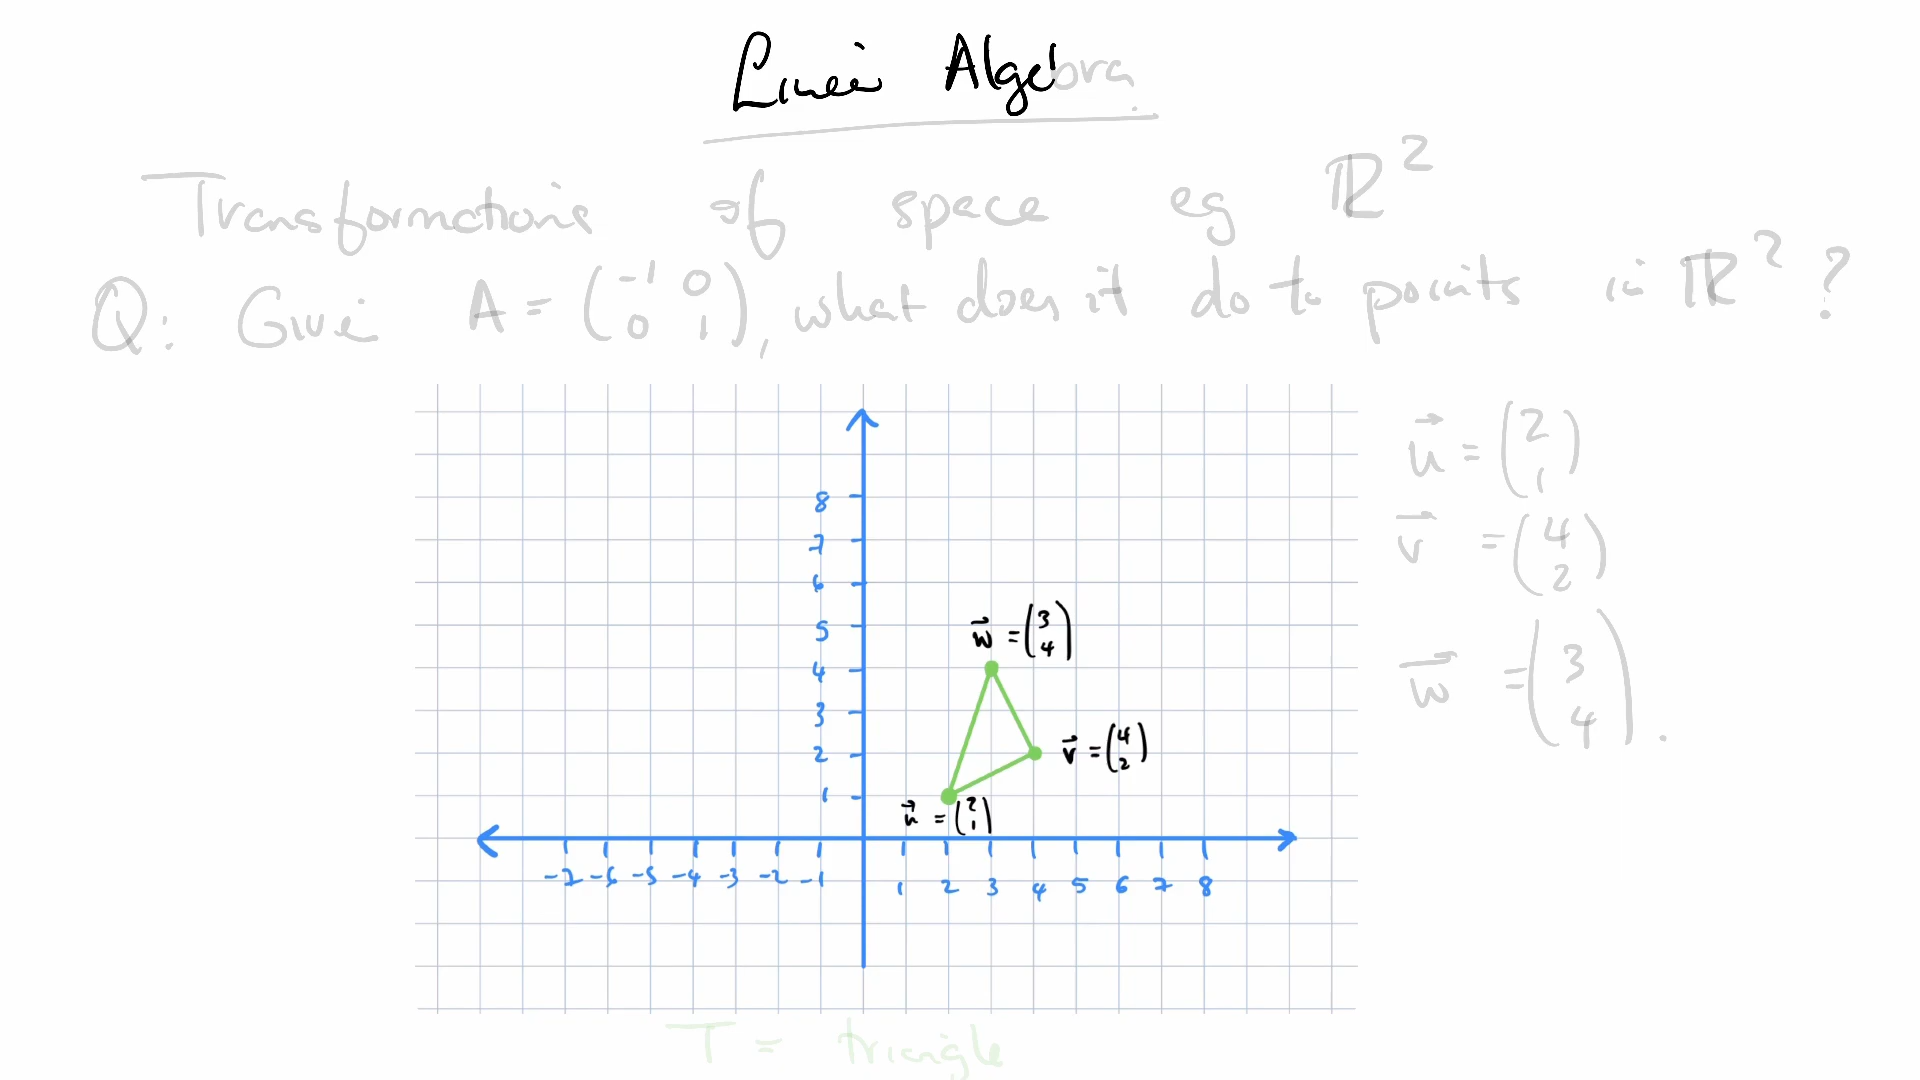 Linear Algebra
Transformations of space eg ℝ²
Q: Given A = (-1 0; 0 1), what does it do to points in ℝ²?
u⃗ = (2; 1)
v⃗ = (4; 2)
w⃗ = (3; 4).
8
7
6
5
4
3
2
1
w⃗ = (3; 4)
v⃗ = (4; 2)
u⃗ = (2; 1)
-7 -6 -5 -4 -3 -2 -1 1 2 3 4 5 6 7 8
T = triangle